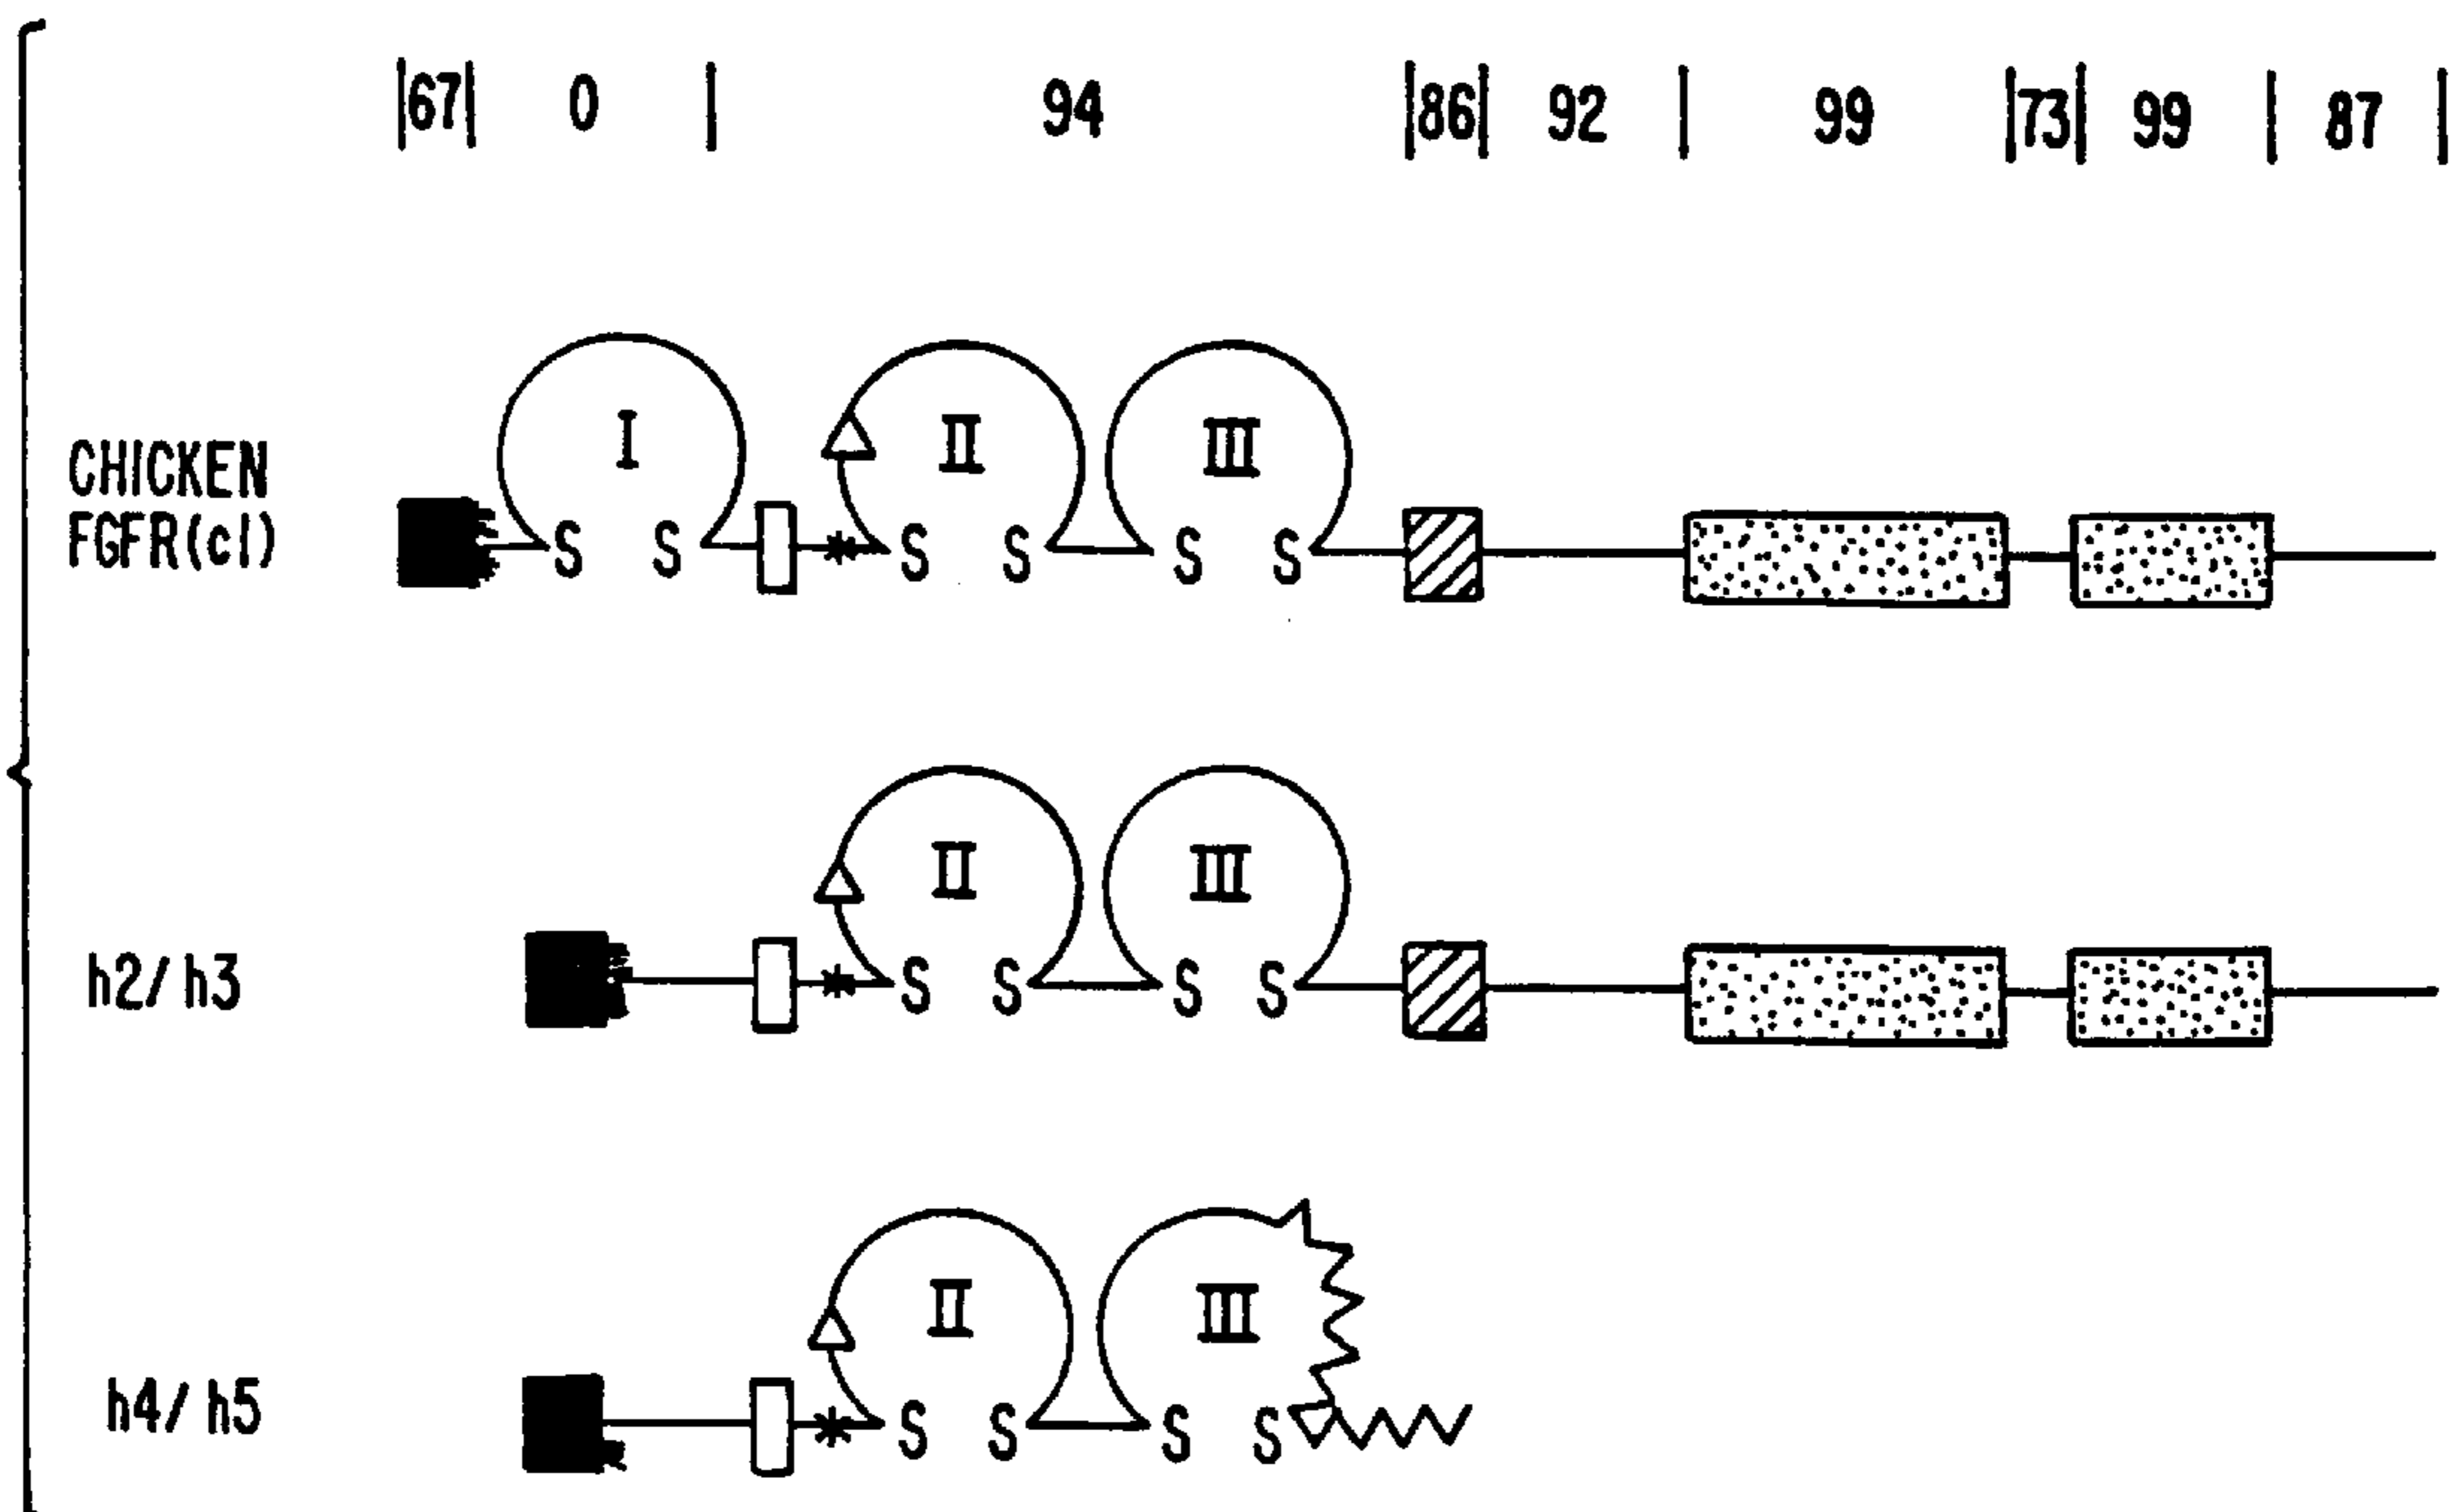 67 0 94 86 92 99 73 99 87
I II III
CHICKEN
FGFR(cl)
S S S S S S
II III
h2/h3
S S S S
II III
h4/h5
S S S S